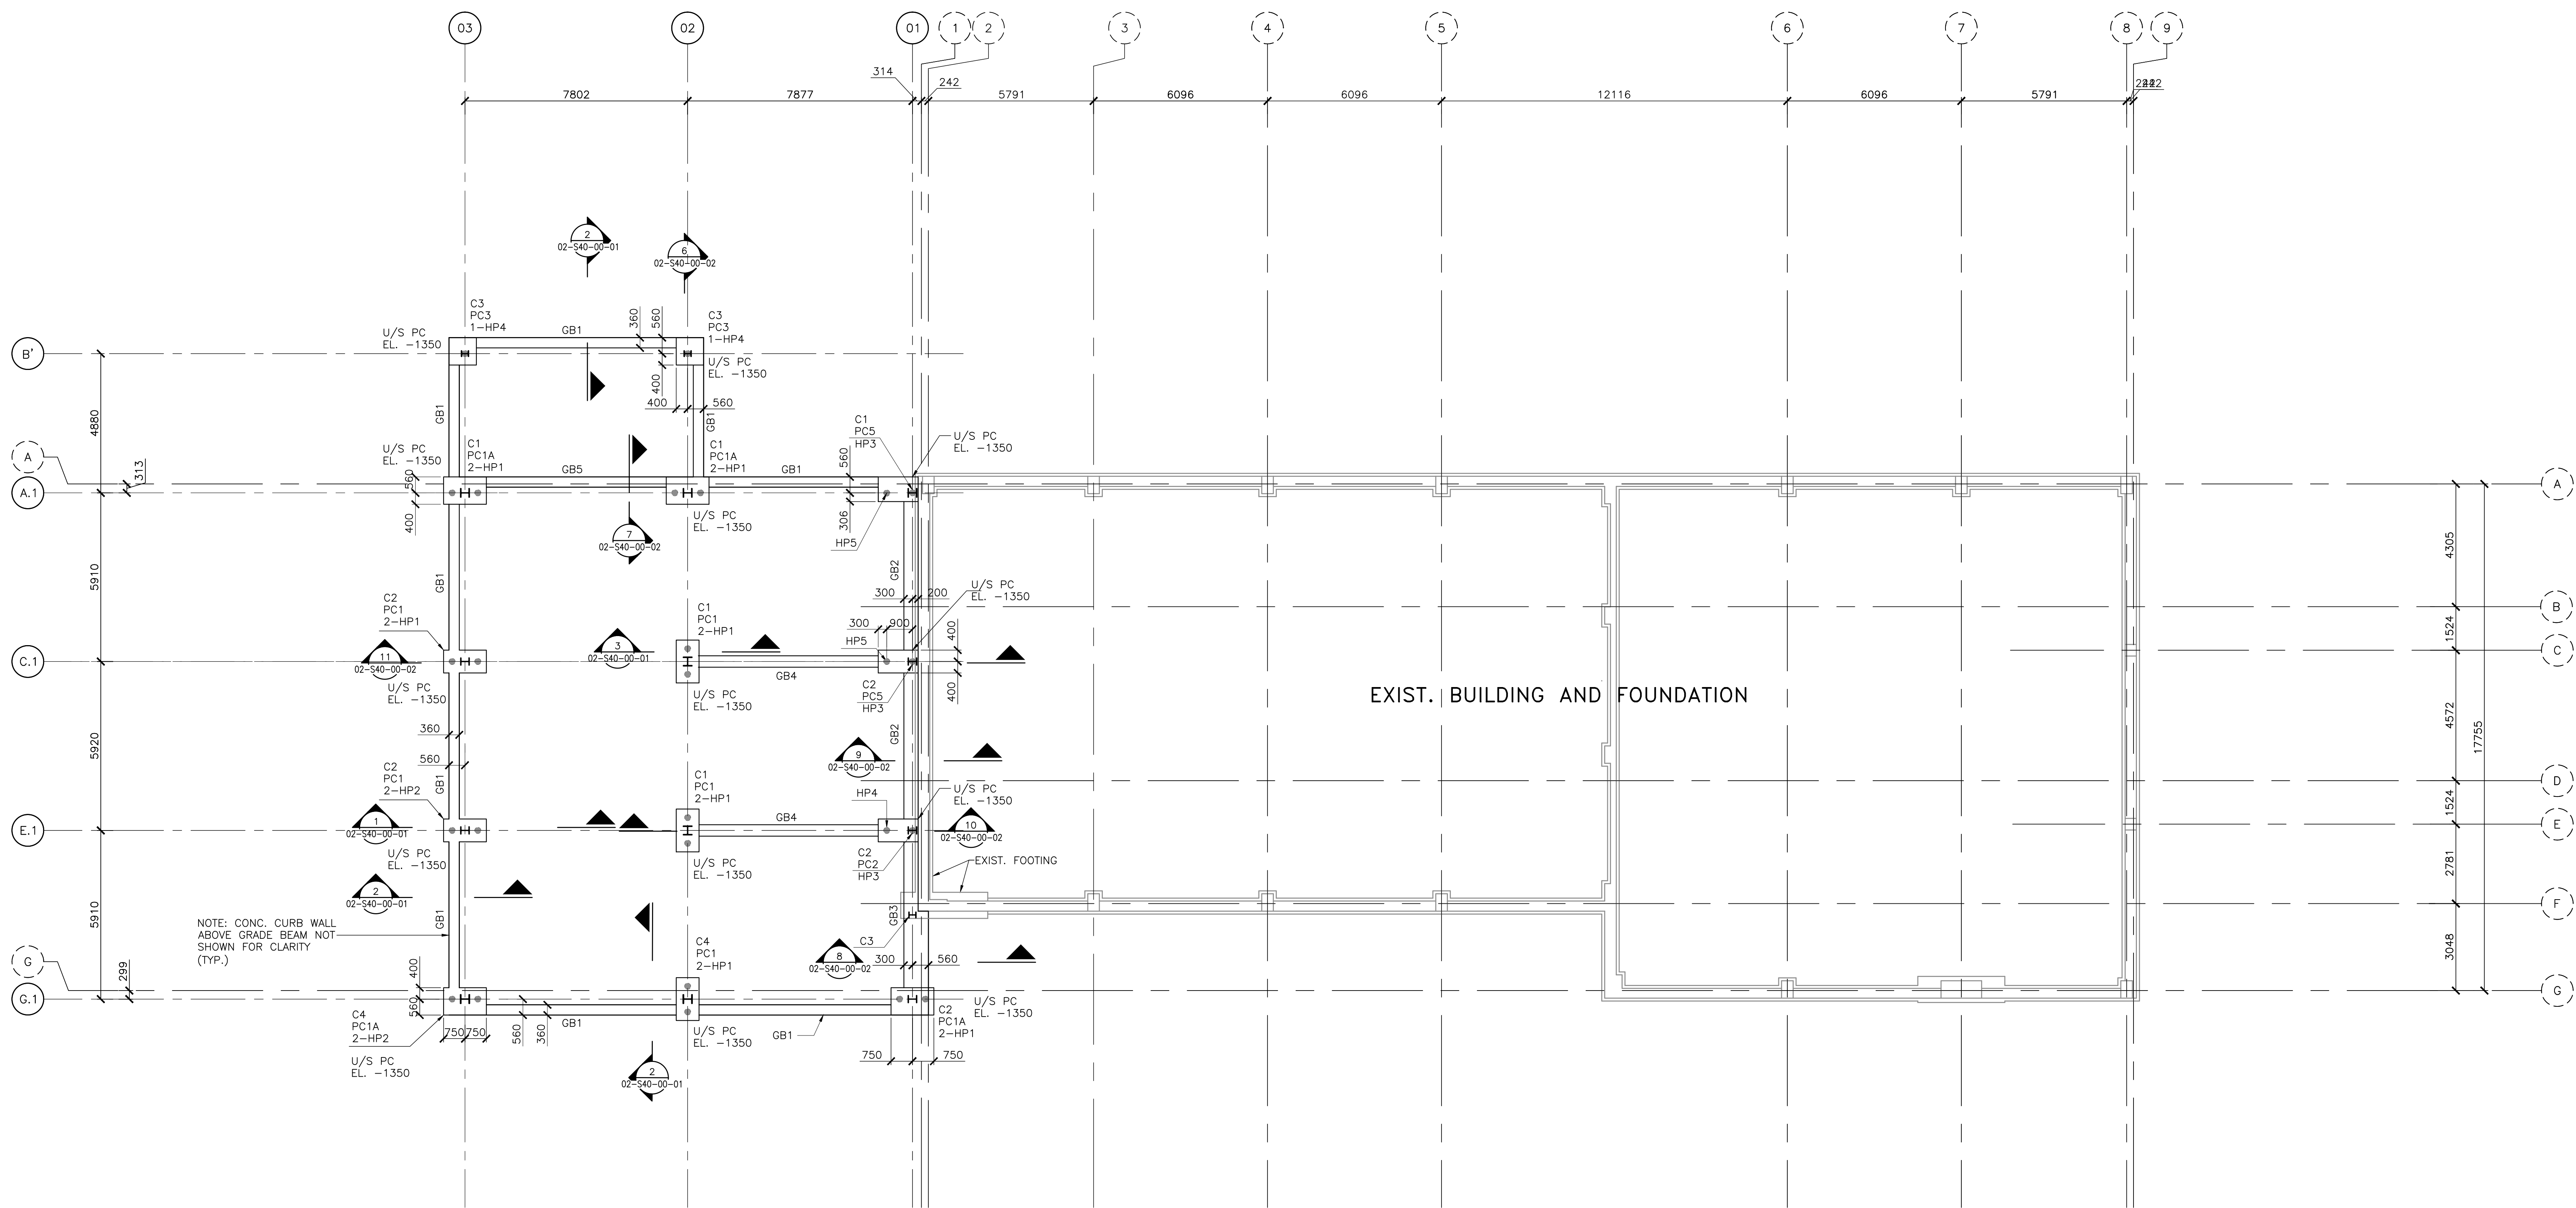 03
02
01
1
2
3
4
5
6
7
8
9
314
242
7802
7877
5791
6096
6096
12116
6096
5791
242
2
02-S40-00-01
6
02-S40-00-02
C3
PC3
1-HP4
U/S PC
EL. -1350
GB1
360
560
C3
PC3
1-HP4
B'
U/S PC
EL. -1350
400
400
560
GB1
GB1
4880
C1
PC5
HP3
U/S PC
EL. -1350
A
313
U/S PC
EL. -1350
C1
PC1A
2-HP1
C1
PC1A
2-HP1
560
560
GB5
GB1
A.1
A
400
U/S PC
EL. -1350
306
HP5
7
02-S40-00-02
4305
5910
GB1
GB2
U/S PC
EL. -1350
300
200
C2
PC1
2-HP1
C1
PC1
2-HP1
B
1524
300
900
400
HP5
3
02-S40-00-01
11
02-S40-00-02
C.1
C
GB4
400
U/S PC
EL. -1350
U/S PC
EL. -1350
C2
PC5
HP3
EXIST. BUILDING AND FOUNDATION
4572
17755
360
5920
GB2
560
9
02-S40-00-02
C2
PC1
2-HP2
GB1
C1
PC1
2-HP1
D
HP4
U/S PC
EL. -1350
1524
1
02-S40-00-01
GB4
10
02-S40-00-02
E.1
E
U/S PC
EL. -1350
U/S PC
EL. -1350
C2
PC2
HP3
EXIST. FOOTING
2781
2
02-S40-00-01
5910
GB1
GB3
F
NOTE: CONC. CURB WALL
ABOVE GRADE BEAM NOT
SHOWN FOR CLARITY
(TYP.)
C4
PC1
2-HP1
C3
8
02-S40-00-02
300
560
3048
G
299
400
G
G.1
560
C4
PC1A
2-HP2
750
750
560
360
GB1
U/S PC
EL. -1350
GB1
U/S PC
EL. -1350
C2
PC1A
2-HP1
750
750
U/S PC
EL. -1350
2
02-S40-00-01